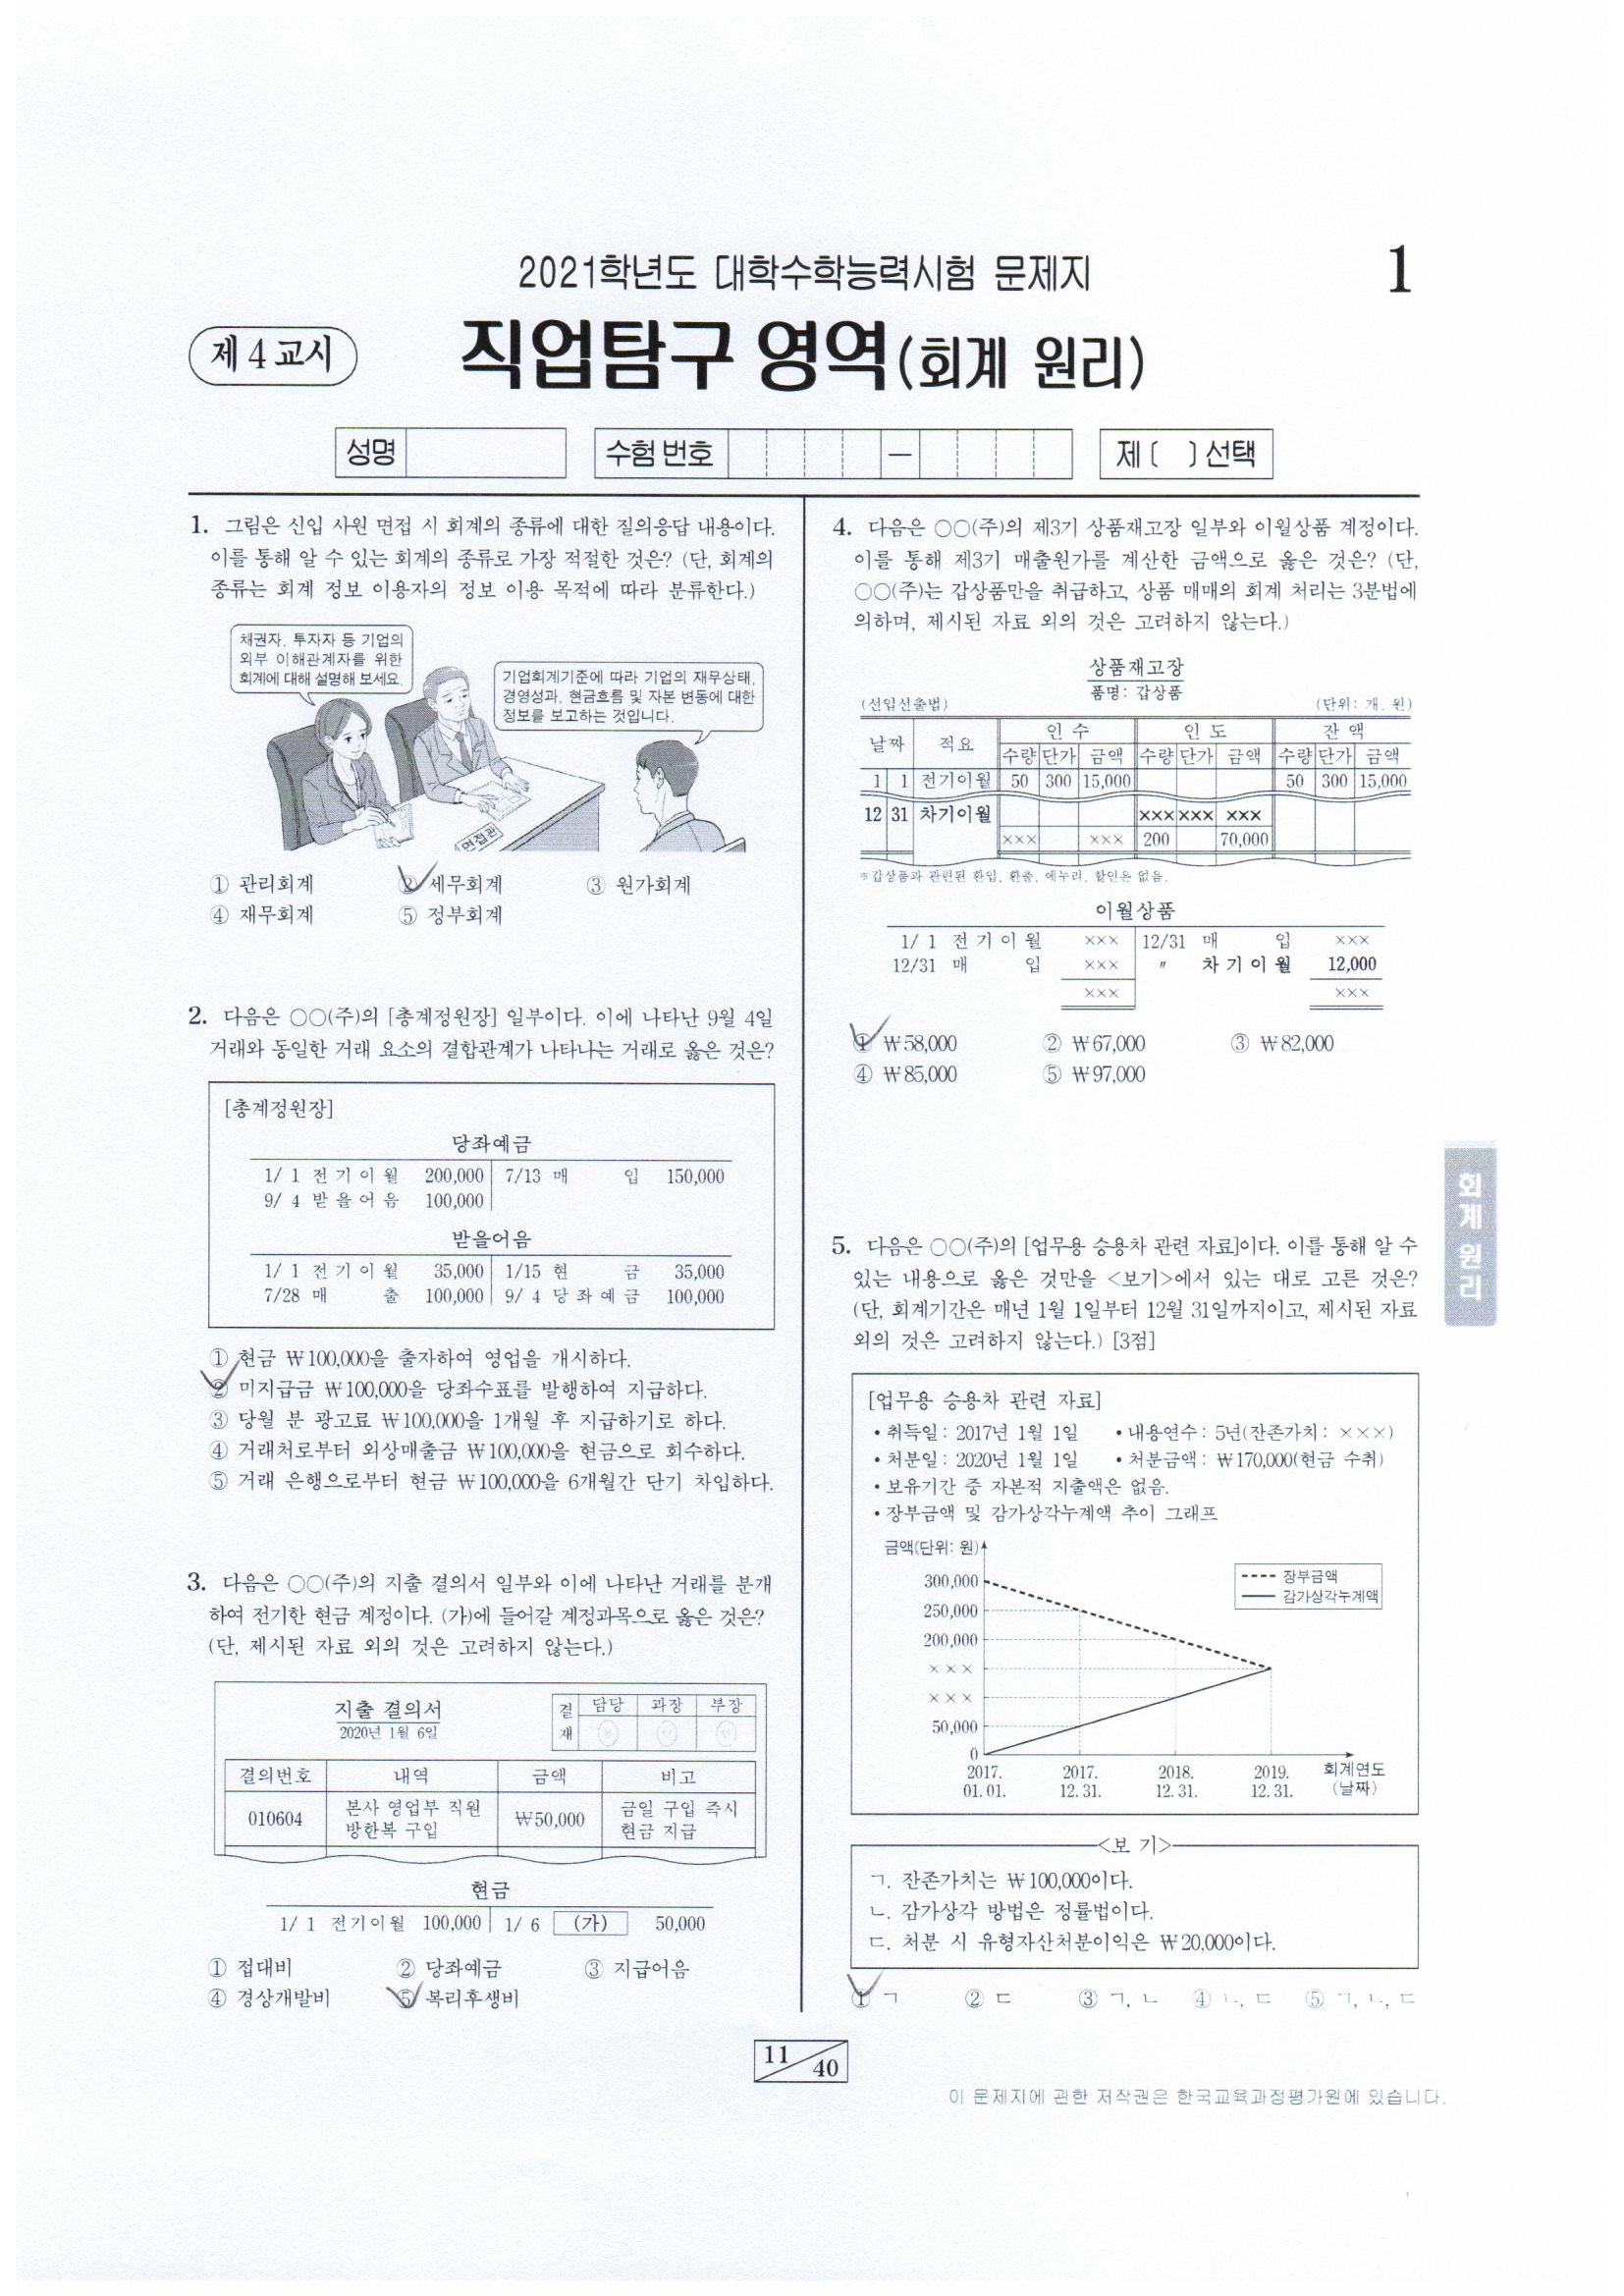 2021학년도 대학수학능력시험 문제지
1
제 4 교시
직업탐구 영역(회계 원리)
성명
수험 번호
—
제 [ ] 선택
1. 그림은 신입 사원 면접 시 회계의 종류에 대한 질의응답 내용이다.
이를 통해 알 수 있는 회계의 종류로 가장 적절한 것은? (단, 회계의
종류는 회계 정보 이용자의 정보 이용 목적에 따라 분류한다.)
채권자, 투자자 등 기업의
외부 이해관계자를 위한
회계에 대해 설명해 보세요.
기업회계기준에 따라 기업의 재무상태,
경영성과, 현금흐름 및 자본 변동에 대한
정보를 보고하는 것입니다.
면접관
① 관리회계 ② 세무회계 ③ 원가회계
④ 재무회계 ⑤ 정부회계
2. 다음은 ○○(주)의 [총계정원장] 일부이다. 이에 나타난 9월 4일
거래와 동일한 거래 요소의 결합관계가 나타나는 거래로 옳은 것은?
[총계정원장]
당좌예금
1/ 1 전 기 이 월 200,000 7/13 매 입 150,000
9/ 4 받 을 어 음 100,000
받을어음
1/ 1 전 기 이 월 35,000 1/15 현 금 35,000
7/28 매 출 100,000 9/ 4 당 좌 예 금 100,000
① 현금 ₩100,000을 출자하여 영업을 개시하다.
② 미지급금 ₩100,000을 당좌수표를 발행하여 지급하다.
③ 당월 분 광고료 ₩100,000을 1개월 후 지급하기로 하다.
④ 거래처로부터 외상매출금 ₩100,000을 현금으로 회수하다.
⑤ 거래 은행으로부터 현금 ₩100,000을 6개월간 단기 차입하다.
3. 다음은 ○○(주)의 지출 결의서 일부와 이에 나타난 거래를 분개
하여 전기한 현금 계정이다. (가)에 들어갈 계정과목으로 옳은 것은?
(단, 제시된 자료 외의 것은 고려하지 않는다.)
지출 결의서
2020년 1월 6일
결재 담당 과장 부장
결의번호 내역 금액 비고
010604 본사 영업부 직원 ₩50,000 금일 구입 즉시
방한복 구입 현금 지급
현금
1/ 1 전기이월 100,000 1/ 6 (가) 50,000
① 접대비 ② 당좌예금 ③ 지급어음
④ 경상개발비 ⑤ 복리후생비
4. 다음은 ○○(주)의 제3기 상품재고장 일부와 이월상품 계정이다.
이를 통해 제3기 매출원가를 계산한 금액으로 옳은 것은? (단,
○○(주)는 갑상품만을 취급하고, 상품 매매의 회계 처리는 3분법에
의하며, 제시된 자료 외의 것은 고려하지 않는다.)
상품재고장
품명: 갑상품
(선입선출법) (단위: 개, 원)
날짜 적요 인 수 인 도 잔 액
수량 단가 금액 수량 단가 금액 수량 단가 금액
1 1 전기이월 50 300 15,000 50 300 15,000
12 31 차기이월 ××× ××× ×××
××× ××× 200 70,000
※갑상품과 관련된 환입, 환출, 에누리, 할인은 없음.
이월상품
1/ 1 전 기 이 월 ××× 12/31 매 입 ×××
12/31 매 입 ××× 〃 차 기 이 월 12,000
××× ×××
① ₩58,000 ② ₩67,000 ③ ₩82,000
④ ₩85,000 ⑤ ₩97,000
5. 다음은 ○○(주)의 [업무용 승용차 관련 자료]이다. 이를 통해 알 수
있는 내용으로 옳은 것만을 <보기>에서 있는 대로 고른 것은?
(단, 회계기간은 매년 1월 1일부터 12월 31일까지이고, 제시된 자료
외의 것은 고려하지 않는다.) [3점]
[업무용 승용차 관련 자료]
• 취득일: 2017년 1월 1일 • 내용연수: 5년(잔존가치: ×××)
• 처분일: 2020년 1월 1일 • 처분금액: ₩170,000(현금 수취)
• 보유기간 중 자본적 지출액은 없음.
• 장부금액 및 감가상각누계액 추이 그래프
금액(단위: 원)
장부금액
감가상각누계액
300,000
250,000
200,000
×××
×××
50,000
0
2017. 2017. 2018. 2019. 회계연도
01. 01. 12. 31. 12. 31. 12. 31. (날짜)
<보 기>
ㄱ. 잔존가치는 ₩100,000이다.
ㄴ. 감가상각 방법은 정률법이다.
ㄷ. 처분 시 유형자산처분이익은 ₩20,000이다.
① ㄱ ② ㄷ ③ ㄱ, ㄴ ④ ㄴ, ㄷ ⑤ ㄱ, ㄴ, ㄷ
회계 원리
11 40
이 문제지에 관한 저작권은 한국교육과정평가원에 있습니다.